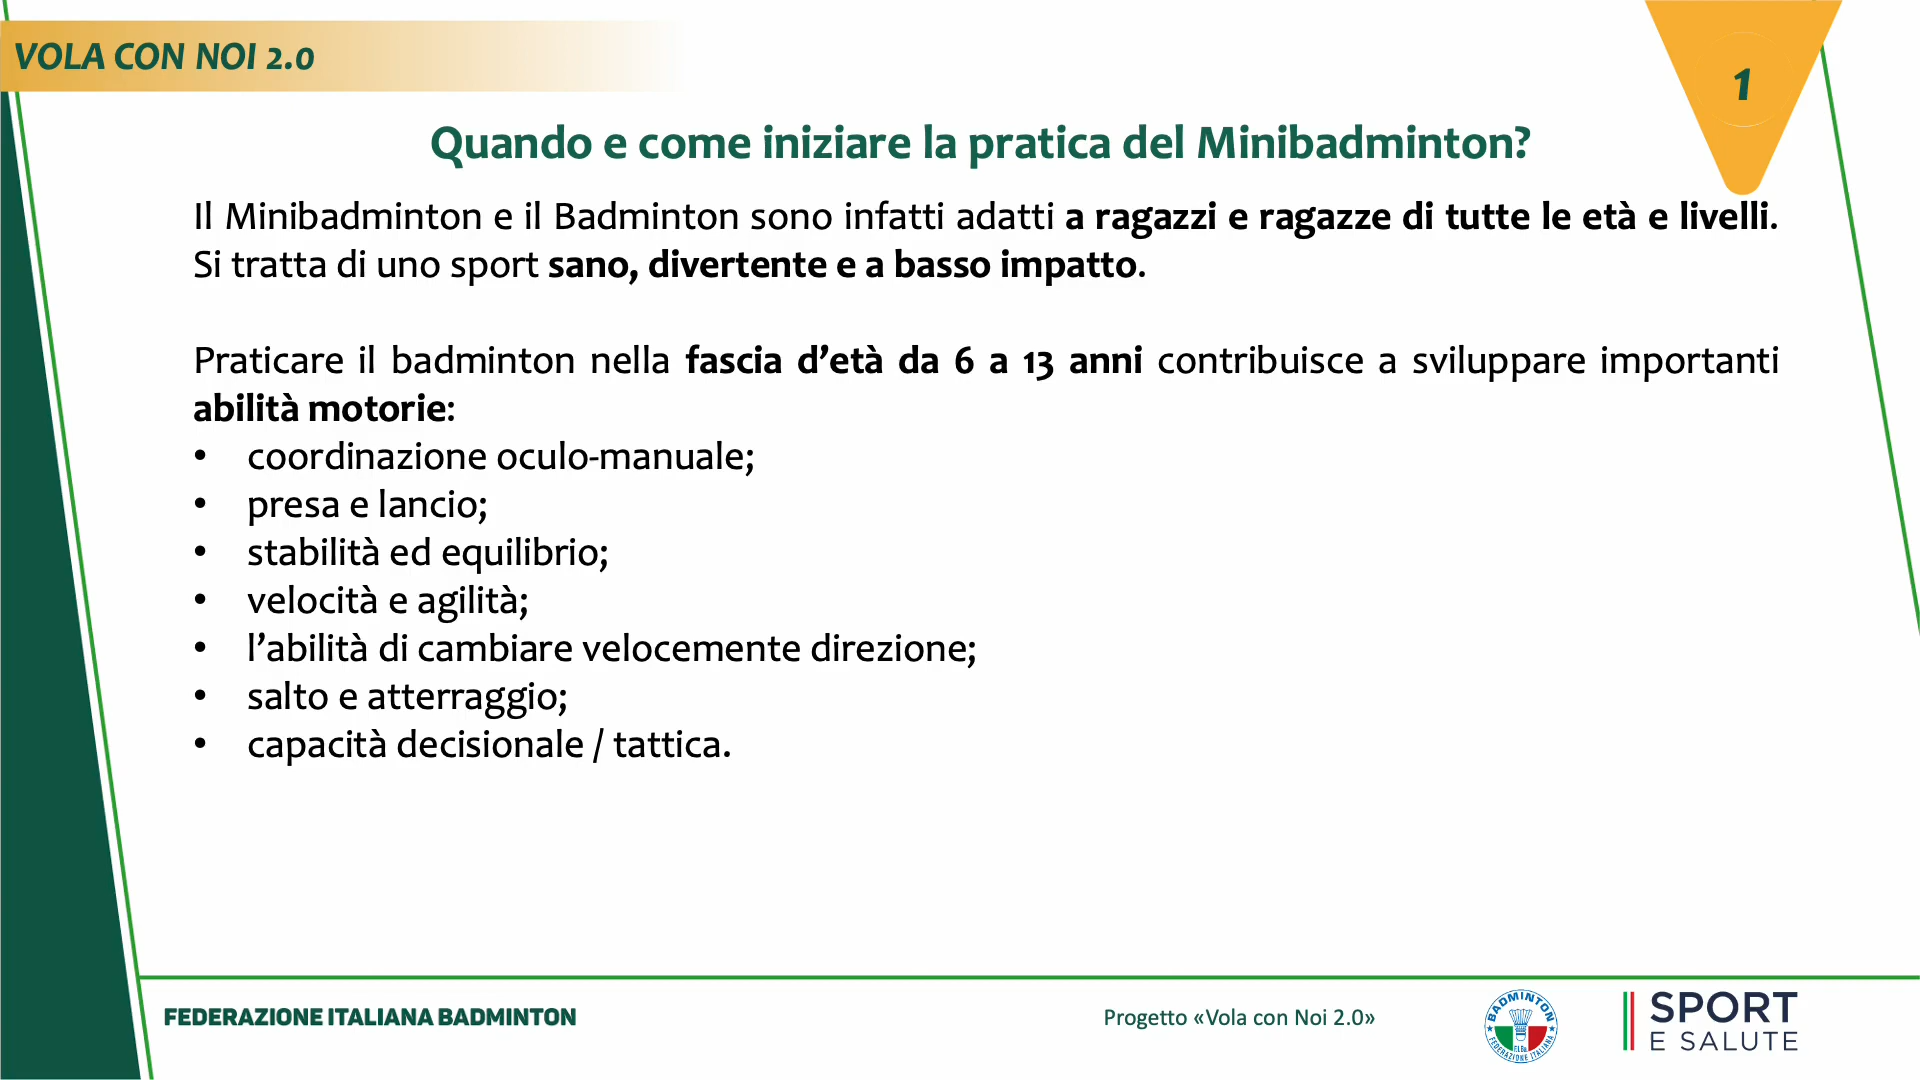 VOLA CON NOI 2.0
1
Quando e come iniziare la pratica del Minibadminton?
Il Minibadminton e il Badminton sono infatti adatti a ragazzi e ragazze di tutte le età e livelli.
Si tratta di uno sport sano, divertente e a basso impatto.
Praticare il badminton nella fascia d’età da 6 a 13 anni contribuisce a sviluppare importanti
abilità motorie:
• coordinazione oculo-manuale;
• presa e lancio;
• stabilità ed equilibrio;
• velocità e agilità;
• l’abilità di cambiare velocemente direzione;
• salto e atterraggio;
• capacità decisionale / tattica.
FEDERAZIONE ITALIANA BADMINTON
Progetto «Vola con Noi 2.0»
BADMINTON
F.I.Ba.
FEDERAZIONE ITALIANA
SPORT
E SALUTE